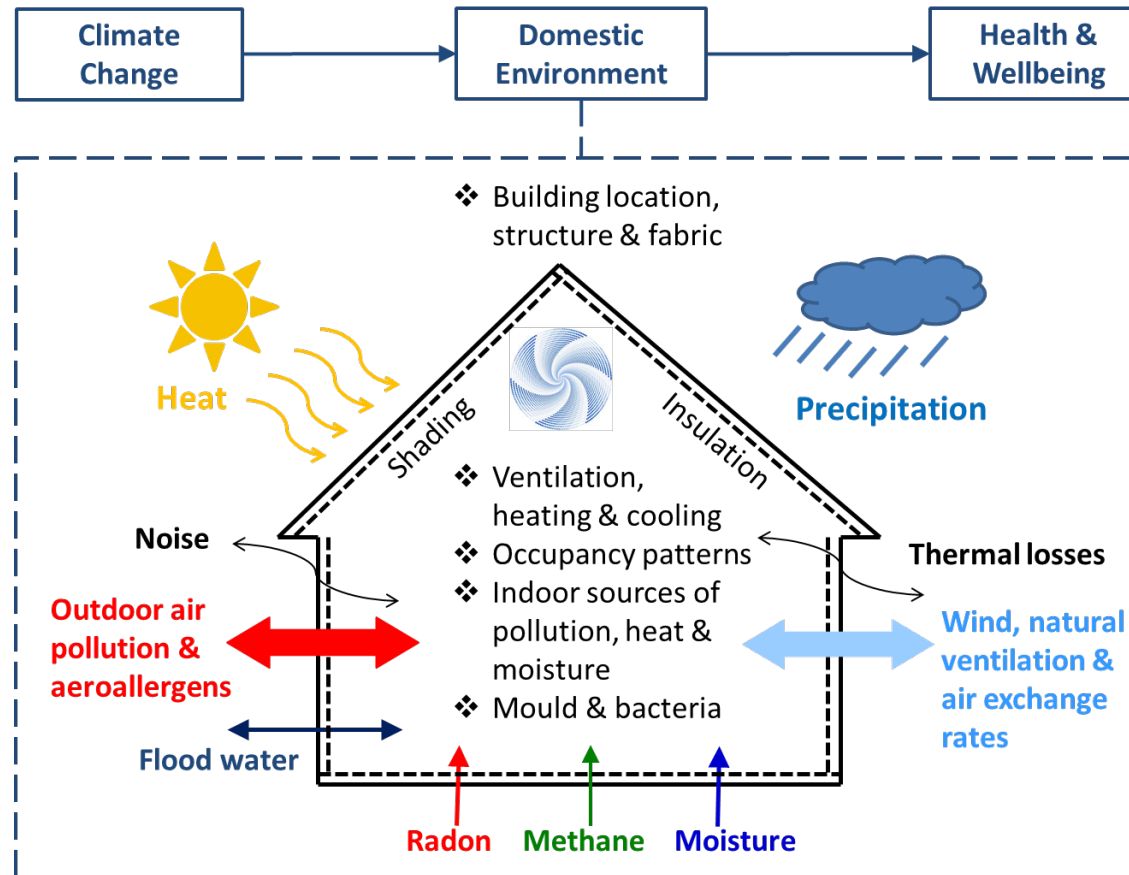 Climate
Change
Domestic
Environment
Health &
Wellbeing
❖ Building location,
structure & fabric
Heat
Precipitation
Shading
Insulation
❖ Ventilation,
heating & cooling
❖ Occupancy patterns
❖ Indoor sources of
pollution, heat &
moisture
❖ Mould & bacteria
Noise
Thermal losses
Outdoor air
pollution &
aeroallergens
Wind, natural
ventilation &
air exchange
rates
Flood water
Radon
Methane
Moisture